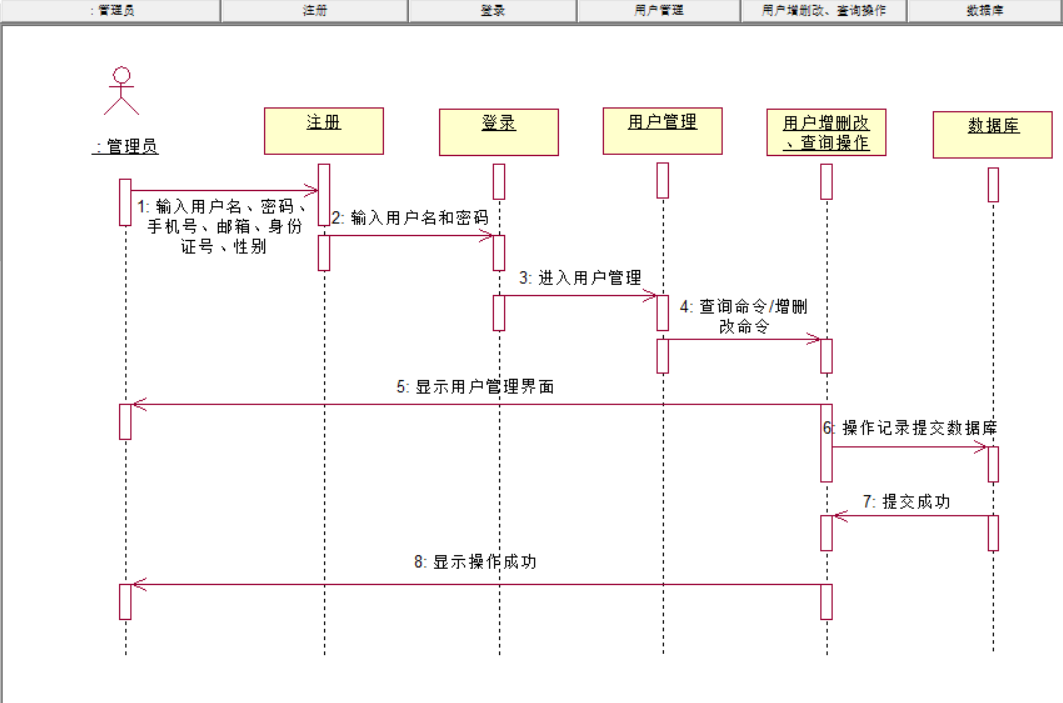 : 管理员
注册
登录
用户管理
用户增删改、查询操作
数据库
: 管理员
注册
登录
用户管理
用户增删改
、查询操作
数据库
1: 输入用户名、密码、
手机号、邮箱、身份
证号、性别
2: 输入用户名和密码
3: 进入用户管理
4: 查询命令/增删
改命令
5: 显示用户管理界面
6: 操作记录提交数据库
7: 提交成功
8: 显示操作成功